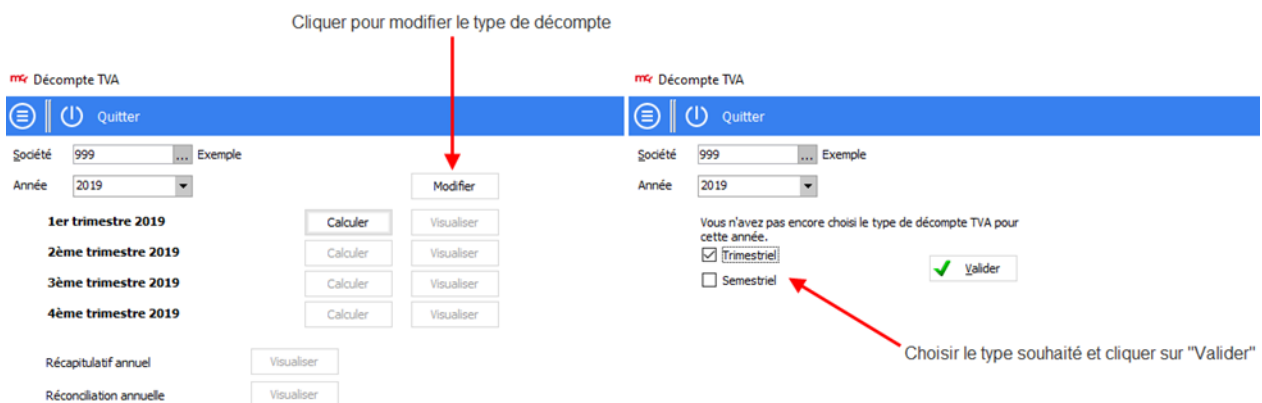 Cliquer pour modifier le type de décompte
mcr Décompte TVA
Quitter
Société 999 ... Exemple
Année 2019
Modifier
1er trimestre 2019 Calculer Visualiser
2ème trimestre 2019 Calculer Visualiser
3ème trimestre 2019 Calculer Visualiser
4ème trimestre 2019 Calculer Visualiser
Récapitulatif annuel Visualiser
Réconciliation annuelle Visualiser
mcr Décompte TVA
Quitter
Société 999 ... Exemple
Année 2019
Vous n'avez pas encore choisi le type de décompte TVA pour
cette année.
Trimestriel
Semestriel
Valider
Choisir le type souhaité et cliquer sur "Valider"